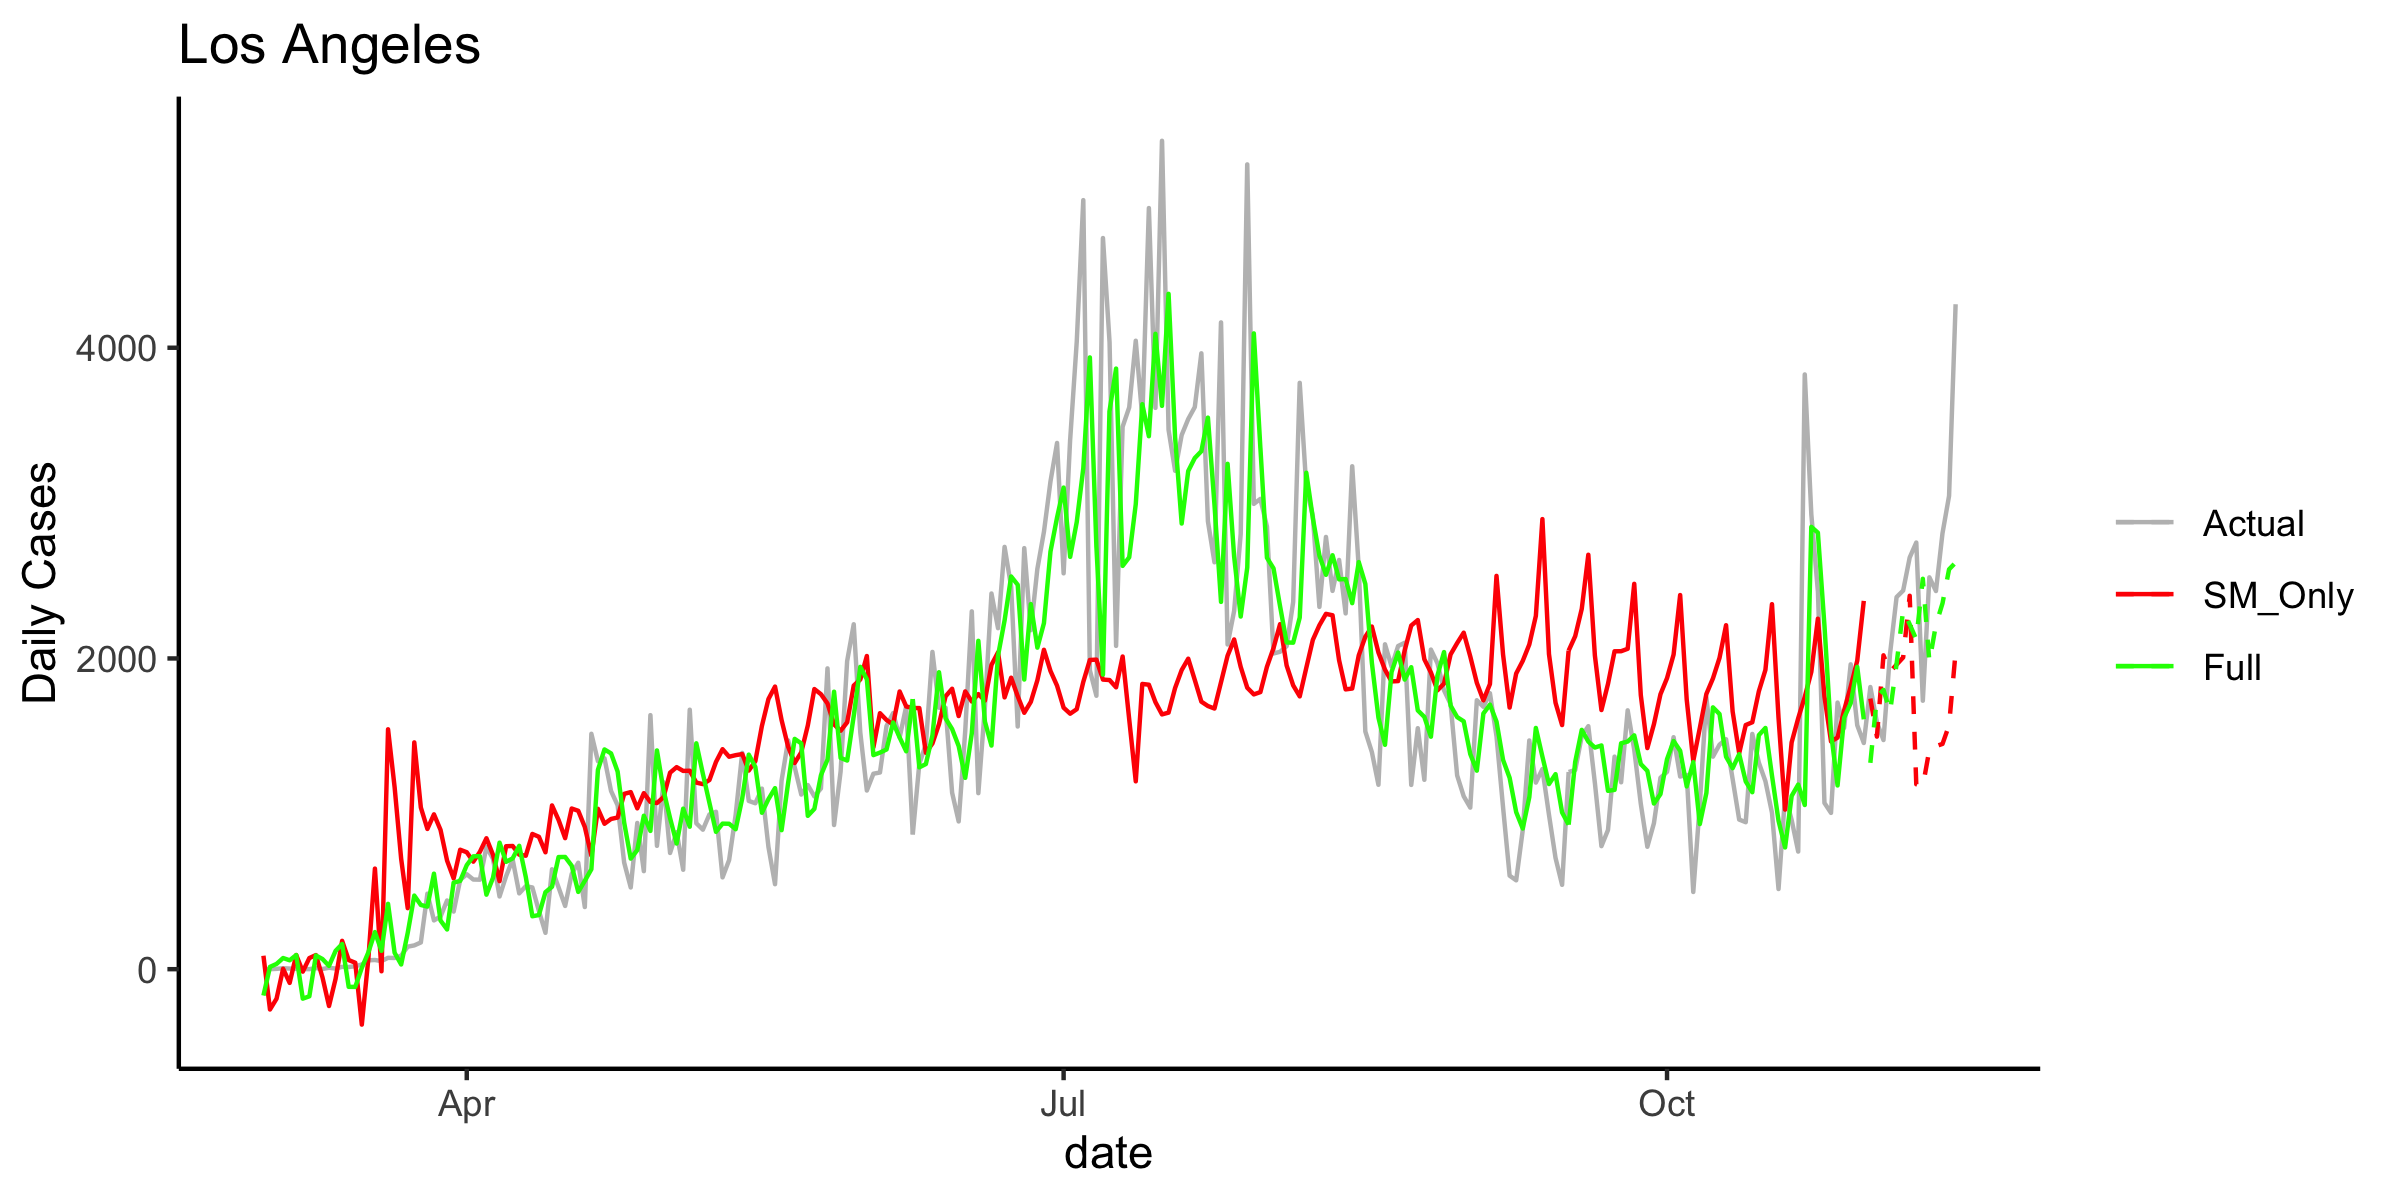 Los Angeles
Daily Cases
4000
2000
0
Apr
Jul
Oct
date
Actual
SM_Only
Full